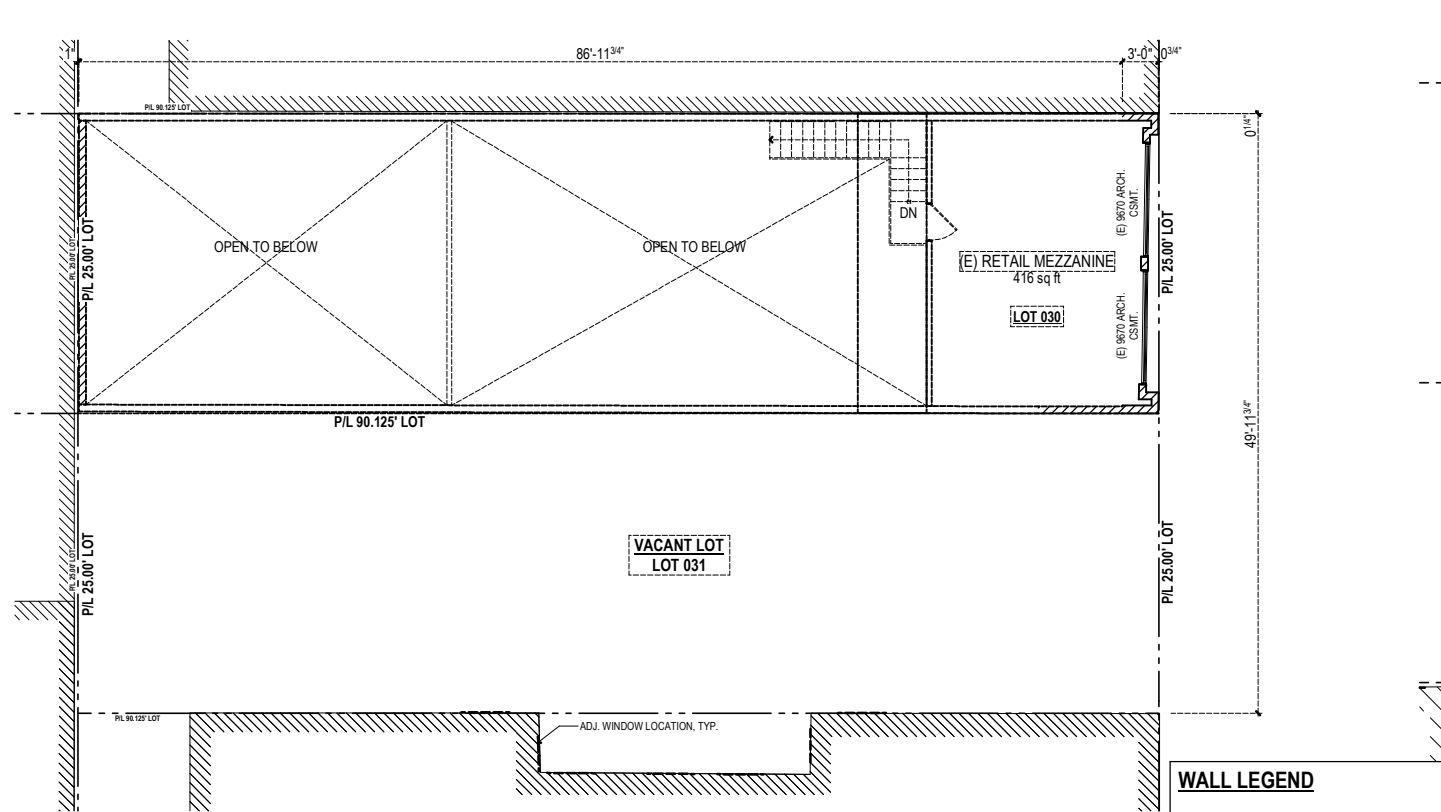 1"
86'-11 3/4"
3'-0"
0 3/4"
P/L 90.125' LOT
0 1/4"
P/L 25.00' LOT
P/L 25.00' LOT
OPEN TO BELOW
OPEN TO BELOW
DN
(E) RETAIL MEZZANINE
416 sq ft
LOT 030
(E) 9670 ARCH.
CSMT.
(E) 9670 ARCH.
CSMT.
P/L 25.00' LOT
P/L 90.125' LOT
49'-11 3/4"
VACANT LOT
LOT 031
P/L 25.00' LOT
P/L 25.00' LOT
P/L 25.00' LOT
P/L 90.125' LOT
ADJ. WINDOW LOCATION, TYP.
WALL LEGEND